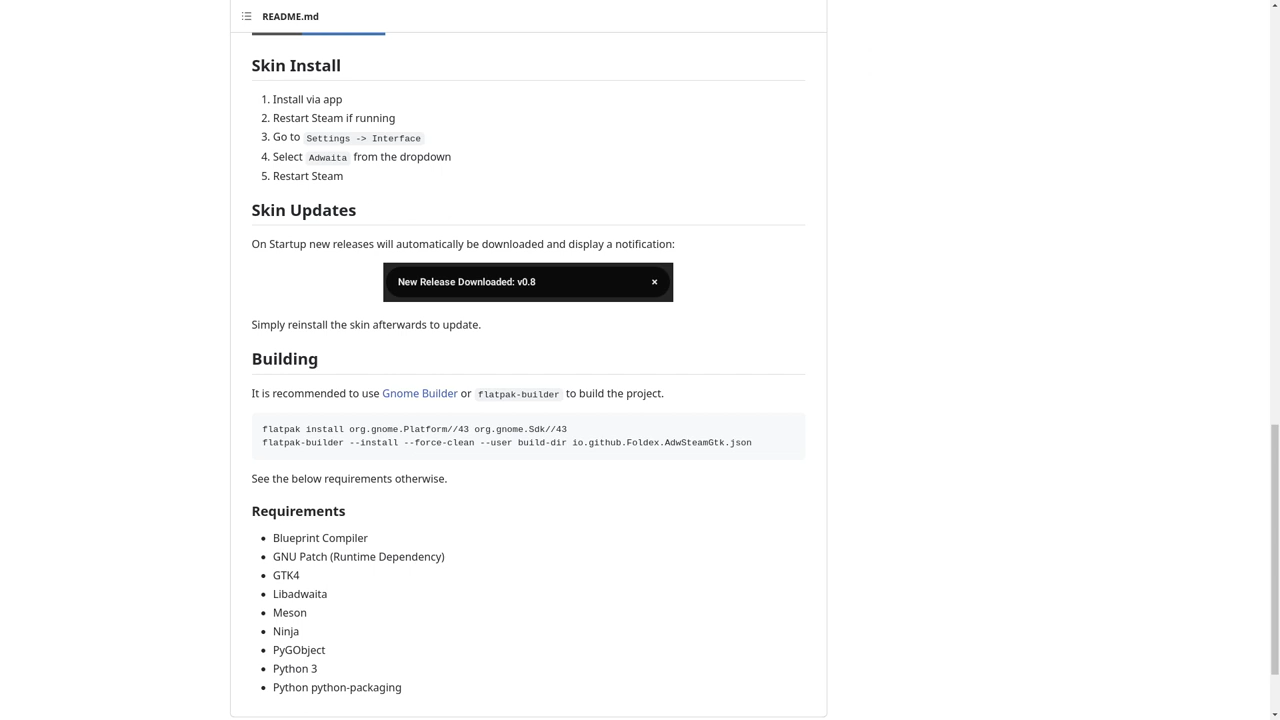 README.md
Skin Install
1. Install via app
2. Restart Steam if running
3. Go to Settings -> Interface
4. Select Adwaita from the dropdown
5. Restart Steam
Skin Updates
On Startup new releases will automatically be downloaded and display a notification:
New Release Downloaded: v0.8 ×
Simply reinstall the skin afterwards to update.
Building
It is recommended to use Gnome Builder or flatpak-builder to build the project.
flatpak install org.gnome.Platform//43 org.gnome.Sdk//43
flatpak-builder --install --force-clean --user build-dir io.github.Foldex.AdwSteamGtk.json
See the below requirements otherwise.
Requirements
• Blueprint Compiler
• GNU Patch (Runtime Dependency)
• GTK4
• Libadwaita
• Meson
• Ninja
• PyGObject
• Python 3
• Python python-packaging